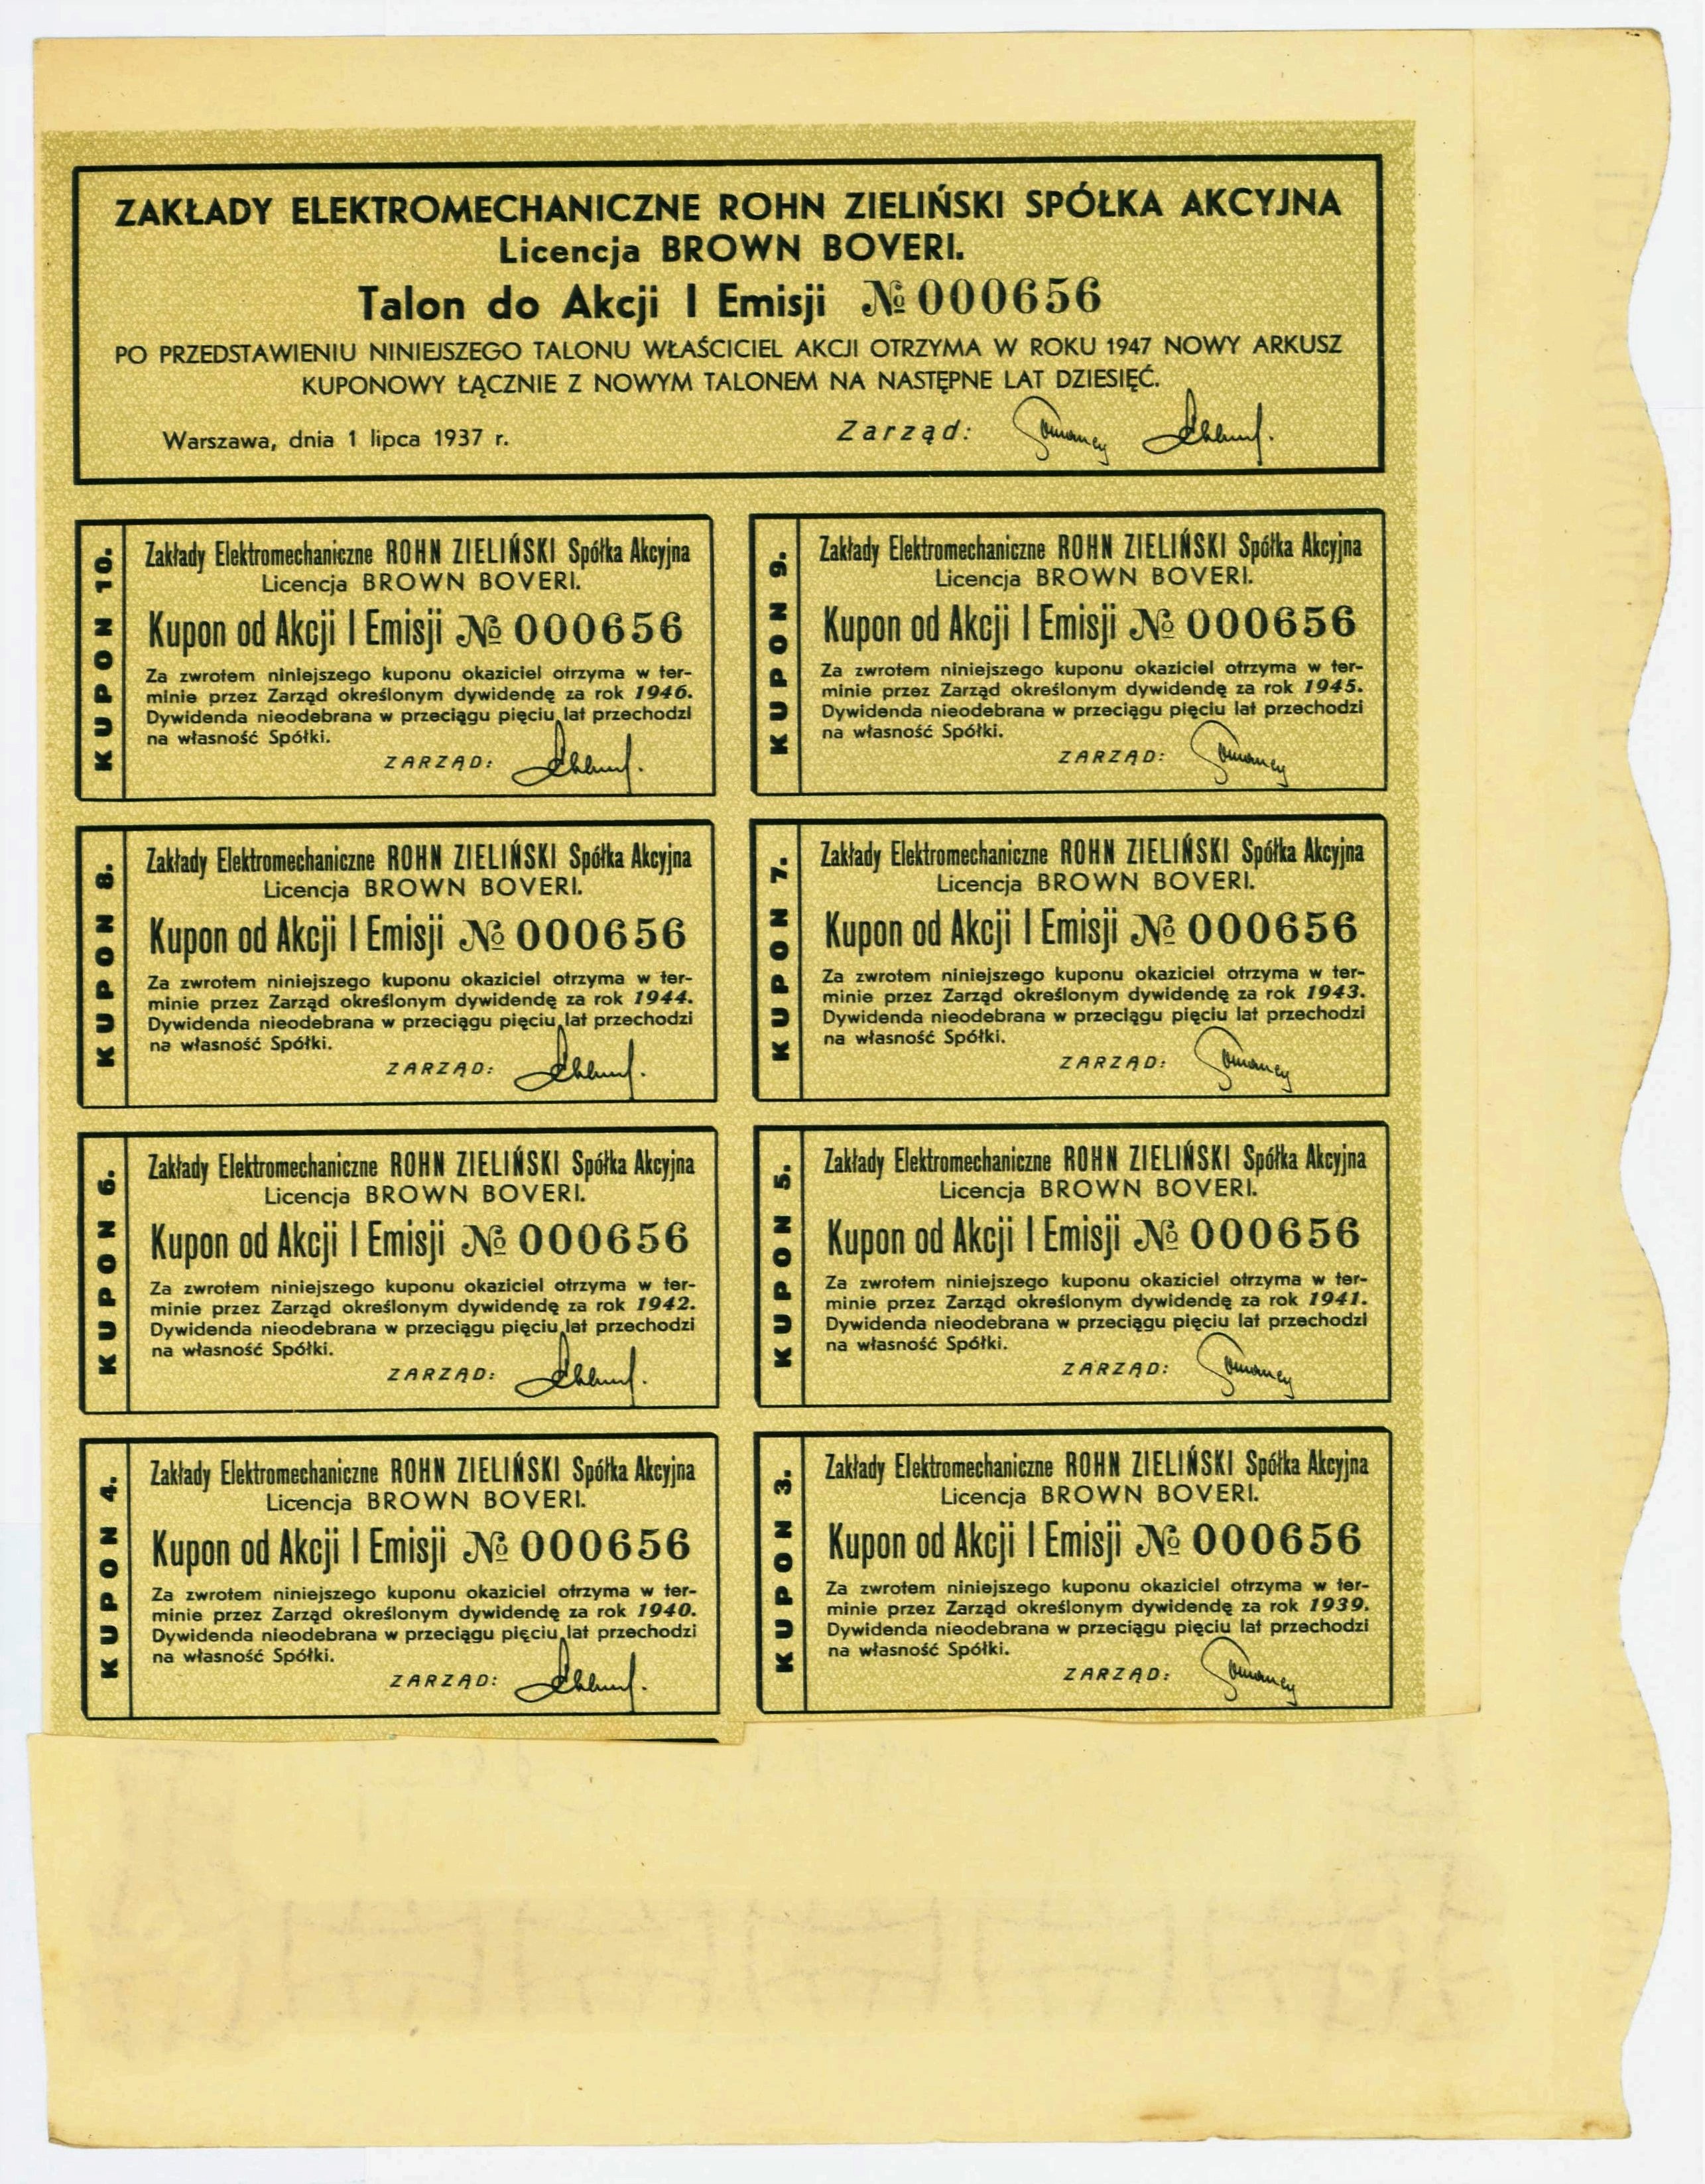 ZAKŁADY ELEKTROMECHANICZNE ROHN ZIELIŃSKI SPÓŁKA AKCYJNA
Licencja BROWN BOVERI.
Talon do Akcji I Emisji № 000656
PO PRZEDSTAWIENIU NINIEJSZEGO TALONU WŁAŚCICIEL AKCJI OTRZYMA W ROKU 1947 NOWY ARKUSZ
KUPONOWY ŁĄCZNIE Z NOWYM TALONEM NA NASTĘPNE LAT DZIESIĘĆ.
Warszawa, dnia 1 lipca 1937 r.
Zarząd:
KUPON 10.
Zakłady Elektromechaniczne ROHN ZIELIŃSKI Spółka Akcyjna
Licencja BROWN BOVERI.
Kupon od Akcji I Emisji № 000656
Za zwrotem niniejszego kuponu okaziciel otrzyma w ter-
minie przez Zarząd określonym dywidendę za rok 1946.
Dywidenda nieodebrana w przeciągu pięciu lat przechodzi
na własność Spółki.
ZARZĄD:
KUPON 9.
Zakłady Elektromechaniczne ROHN ZIELIŃSKI Spółka Akcyjna
Licencja BROWN BOVERI.
Kupon od Akcji I Emisji № 000656
Za zwrotem niniejszego kuponu okaziciel otrzyma w ter-
minie przez Zarząd określonym dywidendę za rok 1945.
Dywidenda nieodebrana w przeciągu pięciu lat przechodzi
na własność Spółki.
ZARZĄD:
KUPON 8.
Zakłady Elektromechaniczne ROHN ZIELIŃSKI Spółka Akcyjna
Licencja BROWN BOVERI.
Kupon od Akcji I Emisji № 000656
Za zwrotem niniejszego kuponu okaziciel otrzyma w ter-
minie przez Zarząd określonym dywidendę za rok 1944.
Dywidenda nieodebrana w przeciągu pięciu lat przechodzi
na własność Spółki.
ZARZĄD:
KUPON 7.
Zakłady Elektromechaniczne ROHN ZIELIŃSKI Spółka Akcyjna
Licencja BROWN BOVERI.
Kupon od Akcji I Emisji № 000656
Za zwrotem niniejszego kuponu okaziciel otrzyma w ter-
minie przez Zarząd określonym dywidendę za rok 1943.
Dywidenda nieodebrana w przeciągu pięciu lat przechodzi
na własność Spółki.
ZARZĄD:
KUPON 6.
Zakłady Elektromechaniczne ROHN ZIELIŃSKI Spółka Akcyjna
Licencja BROWN BOVERI.
Kupon od Akcji I Emisji № 000656
Za zwrotem niniejszego kuponu okaziciel otrzyma w ter-
minie przez Zarząd określonym dywidendę za rok 1942.
Dywidenda nieodebrana w przeciągu pięciu lat przechodzi
na własność Spółki.
ZARZĄD:
KUPON 5.
Zakłady Elektromechaniczne ROHN ZIELIŃSKI Spółka Akcyjna
Licencja BROWN BOVERI.
Kupon od Akcji I Emisji № 000656
Za zwrotem niniejszego kuponu okaziciel otrzyma w ter-
minie przez Zarząd określonym dywidendę za rok 1941.
Dywidenda nieodebrana w przeciągu pięciu lat przechodzi
na własność Spółki.
ZARZĄD:
KUPON 4.
Zakłady Elektromechaniczne ROHN ZIELIŃSKI Spółka Akcyjna
Licencja BROWN BOVERI.
Kupon od Akcji I Emisji № 000656
Za zwrotem niniejszego kuponu okaziciel otrzyma w ter-
minie przez Zarząd określonym dywidendę za rok 1940.
Dywidenda nieodebrana w przeciągu pięciu lat przechodzi
na własność Spółki.
ZARZĄD:
KUPON 3.
Zakłady Elektromechaniczne ROHN ZIELIŃSKI Spółka Akcyjna
Licencja BROWN BOVERI.
Kupon od Akcji I Emisji № 000656
Za zwrotem niniejszego kuponu okaziciel otrzyma w ter-
minie przez Zarząd określonym dywidendę za rok 1939.
Dywidenda nieodebrana w przeciągu pięciu lat przechodzi
na własność Spółki.
ZARZĄD: